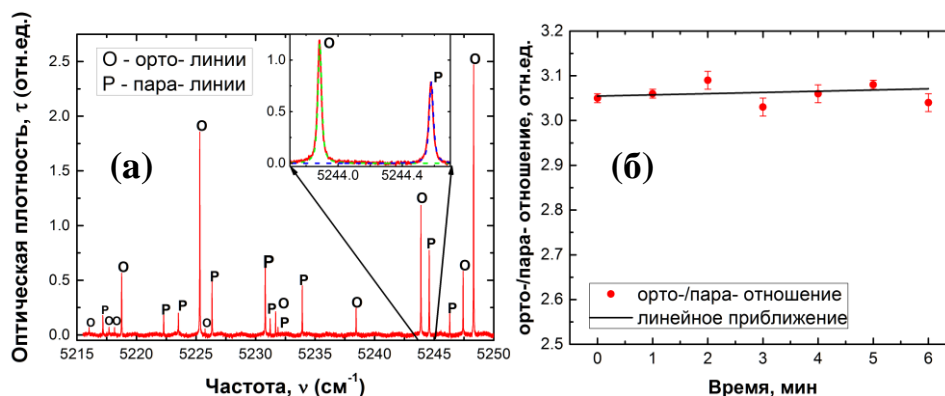 (а)
Оптическая плотность, τ (отн.ед.)
О - орто- линии
Р - пара- линии
2.5
2.0
1.5
1.0
0.5
0.0
5215
5220
5225
5230
5235
5240
5245
5250
Частота, ν (см⁻¹)
О
Р
О
О
О
Р
Р
О
Р
О
Р
Р
О
Р
Р
О
О
Р
О
Р
О
1.0
0.5
0.0
5244.0
5244.4
О
Р
(б)
орто-/пара- отношение, отн.ед.
3.2
3.1
3.0
2.9
2.8
2.7
2.6
2.5
0
1
2
3
4
5
6
орто-/пара- отношение
линейное приближение
Время, мин